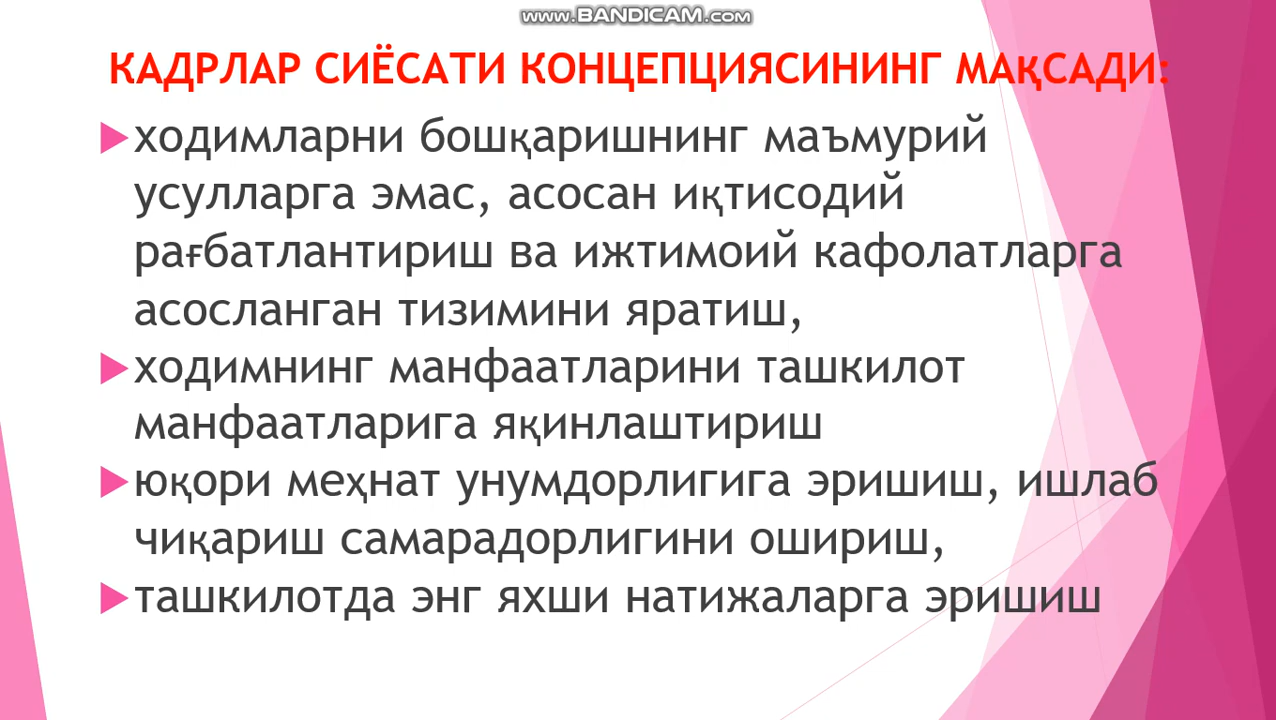 www.BANDICAM.com
КАДРЛАР СИЁСАТИ КОНЦЕПЦИЯСИНИНГ МАҚСАДИ:
ходимларни бошқаришнинг маъмурий
усулларга эмас, асосан иқтисодий
рағбатлантириш ва ижтимоий кафолатларга
асосланган тизимини яратиш,
ходимнинг манфаатларини ташкилот
манфаатларига яқинлаштириш
юқори меҳнат унумдорлигига эришиш, ишлаб
чиқариш самарадорлигини ошириш,
ташкилотда энг яхши натижаларга эришиш